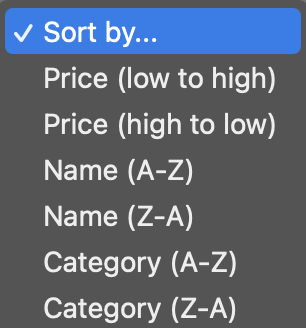 Sort by...
Price (low to high)
Price (high to low)
Name (A-Z)
Name (Z-A)
Category (A-Z)
Category (Z-A)